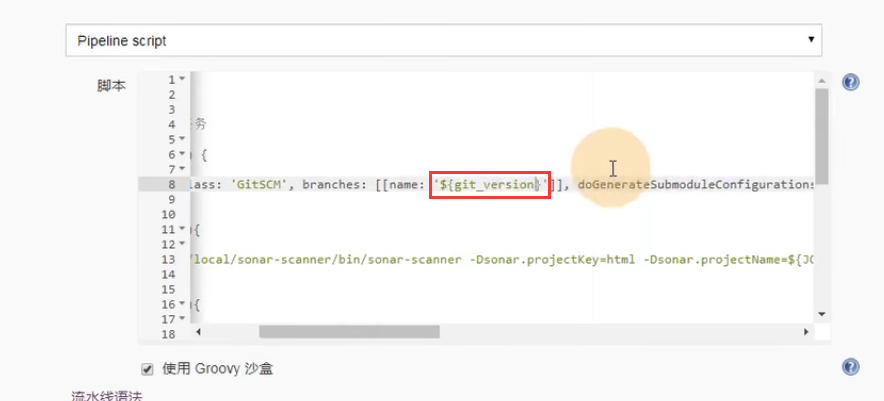 Pipeline script
脚本
1
2
3
4 务
5
6 {
7
8 lass: 'GitSCM', branches: [[name: '${git_version}']], doGenerateSubmoduleConfigurations
9
10
11 {
12
13 /local/sonar-scanner/bin/sonar-scanner -Dsonar.projectKey=html -Dsonar.projectName=${JO
14
15
16 {
17
18
使用 Groovy 沙盒
流水线语法